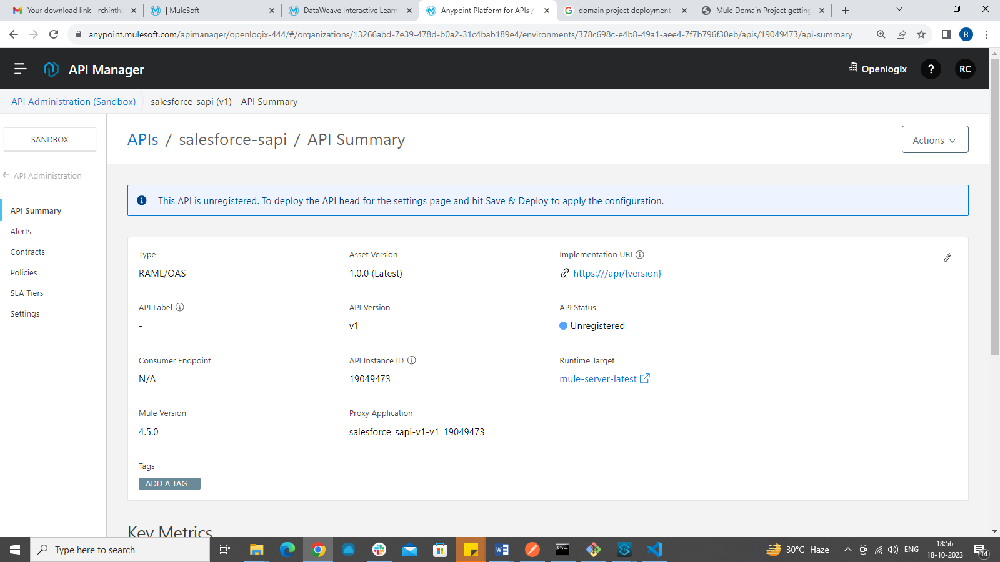 Your download link - rchintha
| MuleSoft
DataWeave Interactive Learn
Anypoint Platform for APIs /
domain project deployment
Mule Domain Project getting
anypoint.mulesoft.com/apimanager/openlogix-444/#/organizations/13266abd-7e39-478d-b0a2-31c4bab189e4/environments/378c698c-e4b8-49a1-aee4-7f7b796f30eb/apis/19049473/api-summary
R
API Manager
Openlogix
?
RC
API Administration (Sandbox)
salesforce-sapi (v1) - API Summary
SANDBOX
APIs / salesforce-sapi / API Summary
Actions
API Administration
API Summary
Alerts
Contracts
Policies
SLA Tiers
Settings
This API is unregistered. To deploy the API head for the settings page and hit Save & Deploy to apply the configuration.
Type
Asset Version
Implementation URI
RAML/OAS
1.0.0 (Latest)
https:///api/{version}
API Label
API Version
API Status
-
v1
Unregistered
Consumer Endpoint
API Instance ID
Runtime Target
N/A
19049473
mule-server-latest
Mule Version
Proxy Application
4.5.0
salesforce_sapi-v1-v1_19049473
Tags
ADD A TAG
Key Metrics
Type here to search
30°C Haze
ENG
18:56
18-10-2023
14